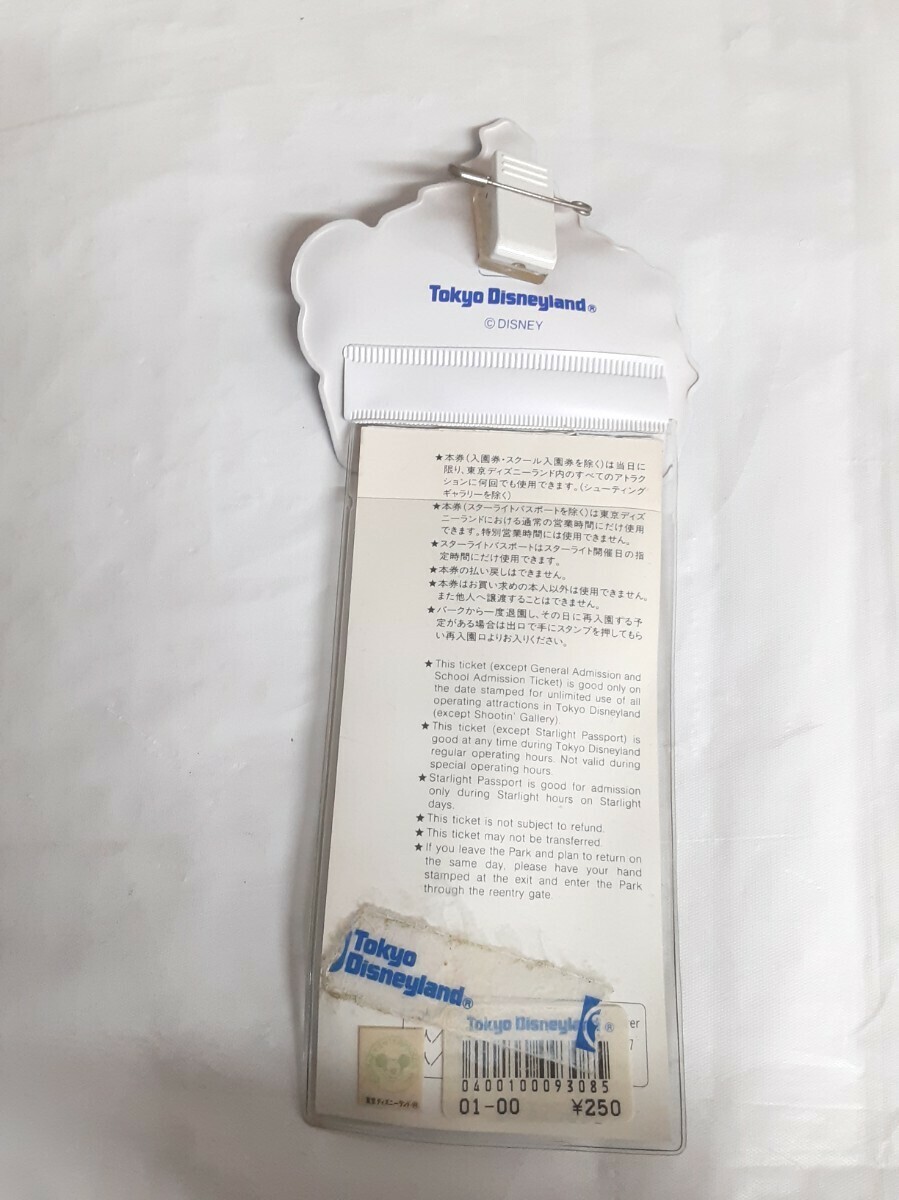 Tokyo Disneyland®
© DISNEY
★本券(入園券・スクール入園券を除く)は当日に
限り、東京ディズニーランド内のすべてのアトラク
ションに何回でも使用できます。(シューティング
ギャラリーを除く)
★本券(スターライトパスポートを除く)は東京ディズ
ニーランドにおける通常の営業時間にだけ使用
できます。特別営業時間には使用できません。
★スターライトパスポートはスターライト開催日の指
定時間にだけ使用できます。
★本券の払い戻しはできません。
★本券はお買い求めの本人以外は使用できません。
また他人へ譲渡することはできません。
★パークから一度退園し、その日に再入園する予
定がある場合は出口で手にスタンプを押してもら
い再入園口よりお入りください。
★ This ticket (except General Admission and
School Admission Ticket) is good only on
the date stamped for unlimited use of all
operating attractions in Tokyo Disneyland
(except Shootin' Gallery).
★ This ticket (except Starlight Passport) is
good at any time during Tokyo Disneyland
regular operating hours. Not valid during
special operating hours.
★ Starlight Passport is good for admission
only during Starlight hours on Starlight
days.
★ This ticket is not subject to refund.
★ This ticket may not be transferred.
★ If you leave the Park and plan to return on
the same day, please have your hand
stamped at the exit and enter the Park
through the reentry gate.
Tokyo
Disneyland®
Tokyo Disneyland®
er
0400100093085
01-00 ¥250